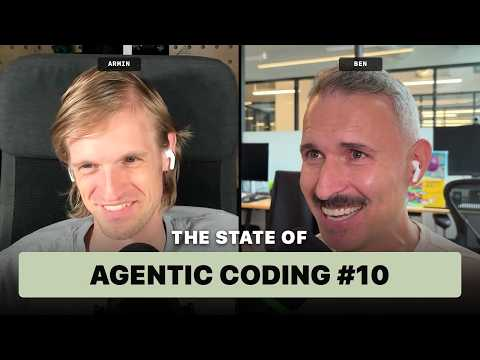 ARMIN
BEN
THE STATE OF
AGENTIC CODING #10